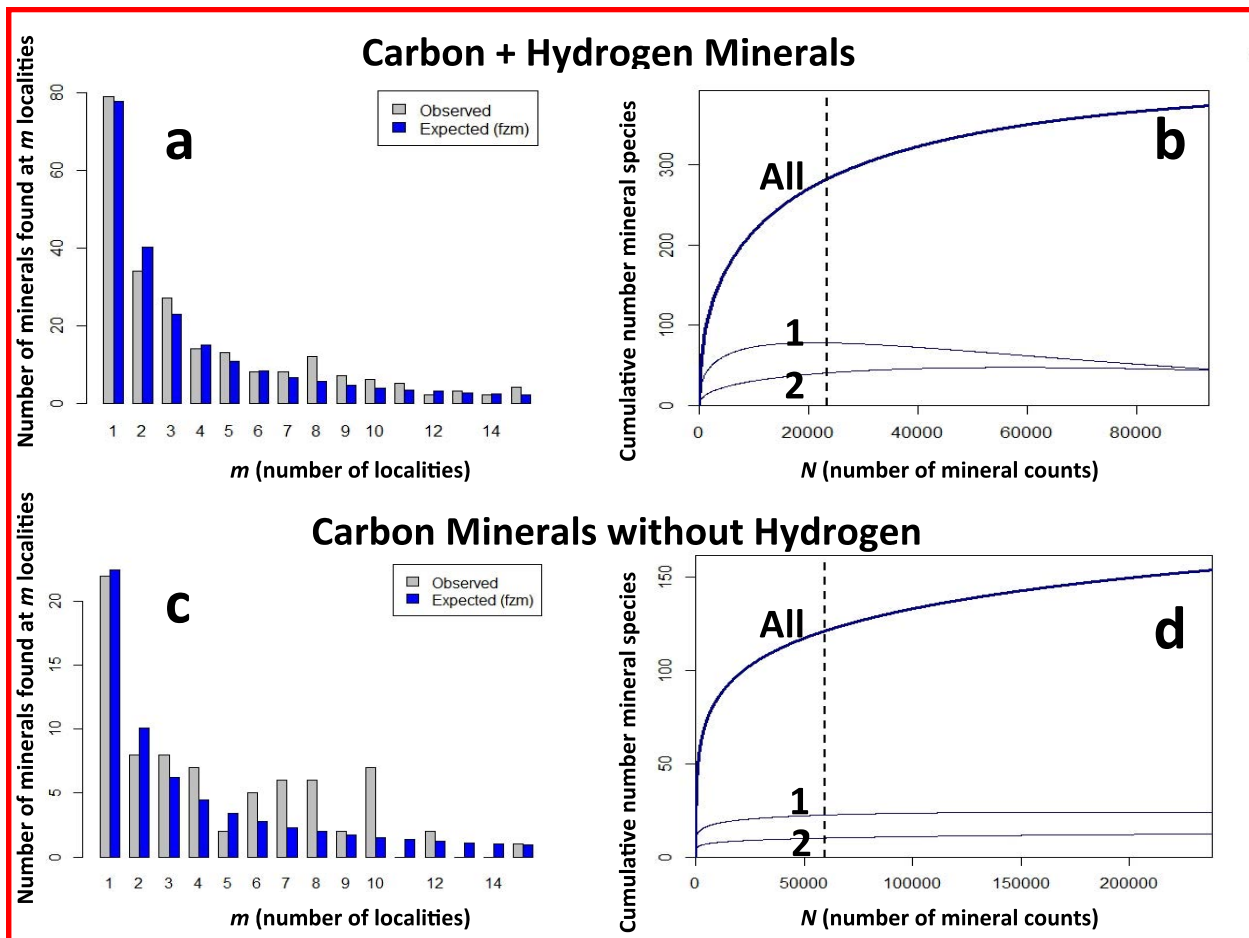 Carbon + Hydrogen Minerals
Number of minerals found at m localities
80
60
40
20
0
Observed
Expected (fzm)
a
1 2 3 4 5 6 7 8 9 10 12 14
m (number of localities)
Cumulative number mineral species
300
200
100
0
All
1
2
b
0 20000 40000 60000 80000
N (number of mineral counts)
Carbon Minerals without Hydrogen
Number of minerals found at m localities
20
15
10
5
0
Observed
Expected (fzm)
c
1 2 3 4 5 6 7 8 9 10 12 14
m (number of localities)
Cumulative number mineral species
150
100
50
0
All
1
2
d
0 50000 100000 150000 200000
N (number of mineral counts)